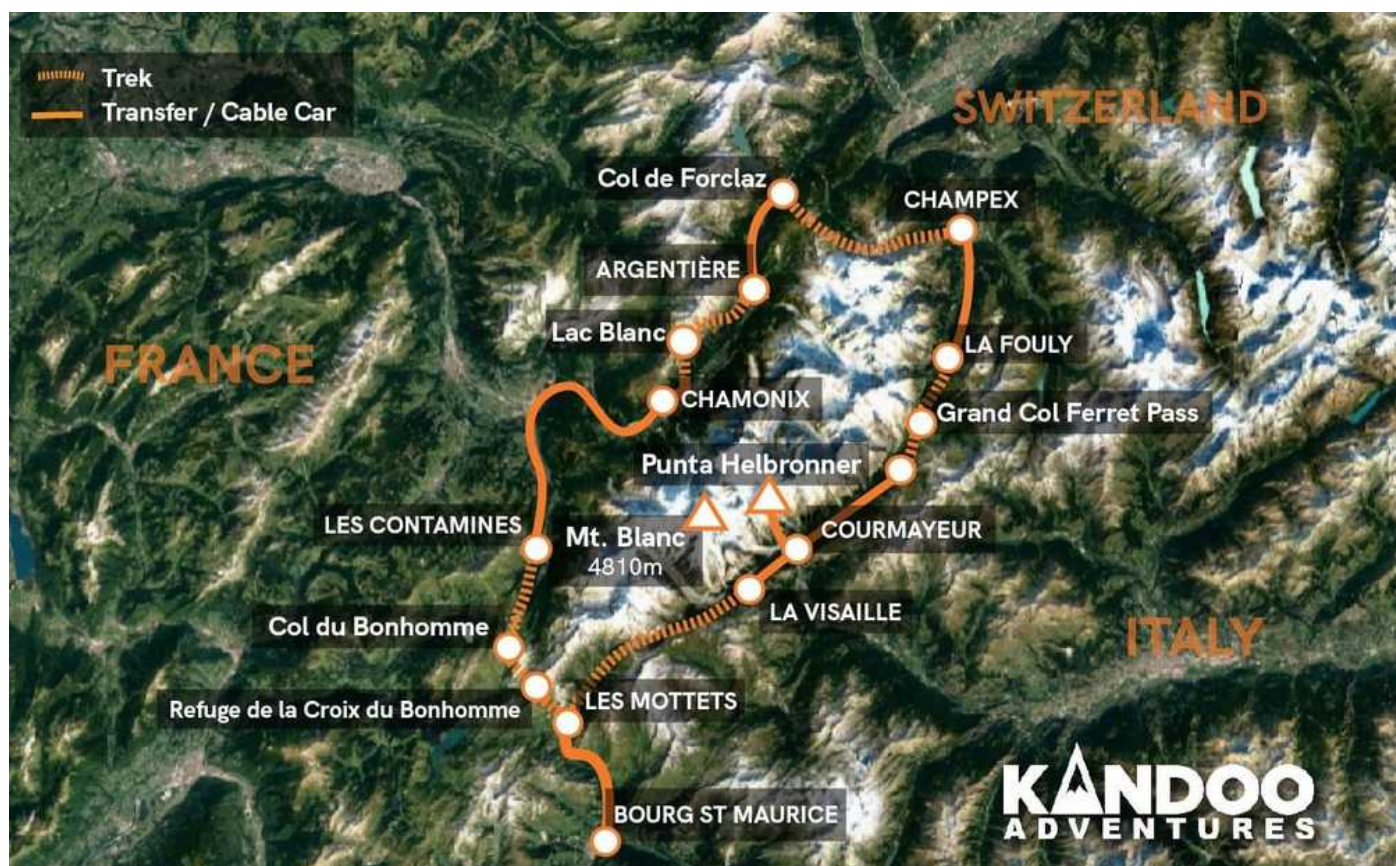 Trek
Transfer / Cable Car
SWITZERLAND
Col de Forclaz
CHAMPEX
ARGENTIÈRE
Lac Blanc
LA FOULY
FRANCE
CHAMONIX
Grand Col Ferret Pass
Punta Helbronner
LES CONTAMINES
Mt. Blanc
4810m
COURMAYEUR
LA VISAILLE
Col du Bonhomme
ITALY
Refuge de la Croix du Bonhomme
LES MOTTETS
BOURG ST MAURICE
KANDOO
ADVENTURES